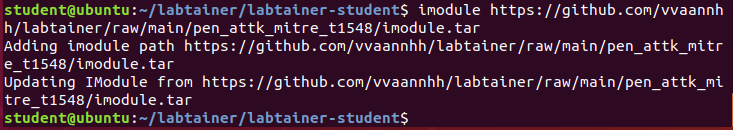 student@ubuntu:~/labtainer/labtainer-student$ imodule https://github.com/vvaannh
h/labtainer/raw/main/pen_attk_mitre_t1548/imodule.tar
Adding imodule path https://github.com/vvaannhh/labtainer/raw/main/pen_attk_mitr
e_t1548/imodule.tar
Updating IModule from https://github.com/vvaannhh/labtainer/raw/main/pen_attk_mi
tre_t1548/imodule.tar
student@ubuntu:~/labtainer/labtainer-student$